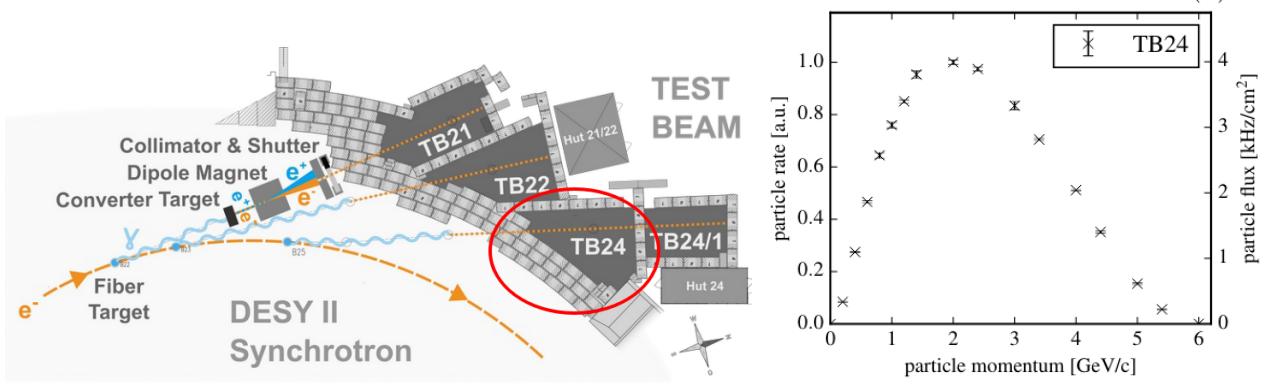 TEST
BEAM
Hut 21/22
TB21
TB22
TB24
TB24/1
Hut 24
Collimator & Shutter
Dipole Magnet
Converter Target
e+
e-
e+
e-
γ
B22
B23
B25
Fiber
Target
e-
DESY II
Synchrotron
TB24
particle rate [a.u.]
1.0
0.8
0.6
0.4
0.2
0.0
0 1 2 3 4 5 6
particle momentum [GeV/c]
4
3
2
1
0
particle flux [kHz/cm²]